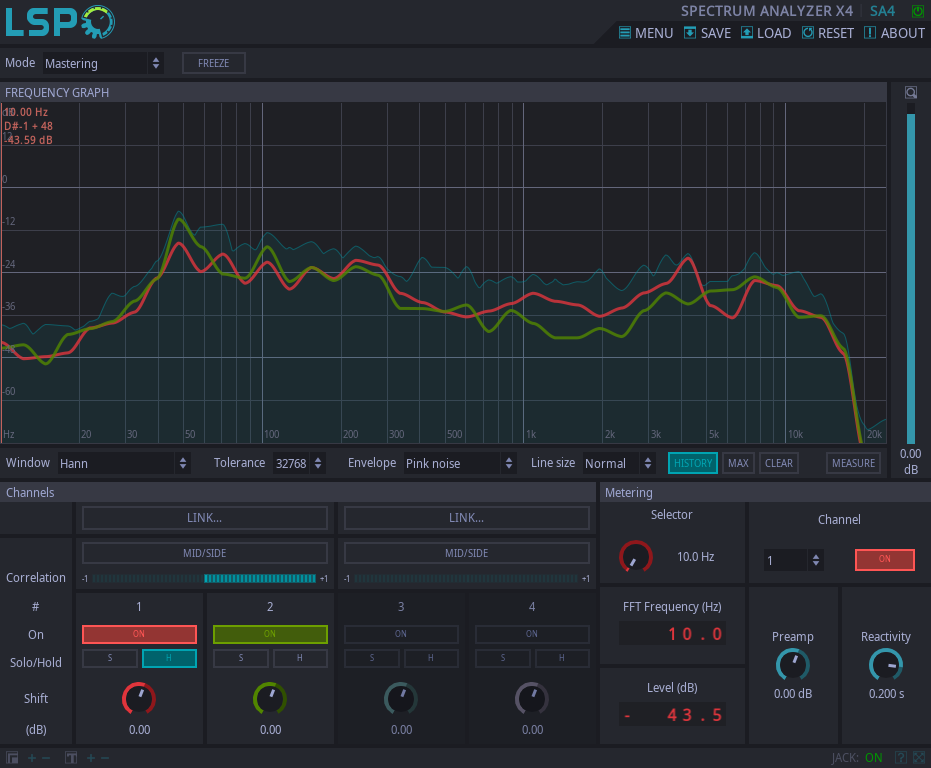 LSP
SPECTRUM ANALYZER X4 SA4
MENU SAVE LOAD RESET ABOUT
Mode Mastering FREEZE
FREQUENCY GRAPH
10.00 Hz
D#-1 + 48
-43.59 dB
0
-12
-24
-36
-60
Hz 20 30 50 100 200 300 500 1k 2k 3k 5k 10k 20k
0.00
dB
Window Hann Tolerance 32768 Envelope Pink noise Line size Normal HISTORY MAX CLEAR MEASURE
Channels
LINK... LINK...
MID/SIDE MID/SIDE
Correlation -1 +1 -1 +1
# 1 2 3 4
On ON ON ON ON
Solo/Hold S H S H S H S H
Shift
(dB) 0.00 0.00 0.00 0.00
Metering
Selector
10.0 Hz
Channel
1 ON
FFT Frequency (Hz)
10.0
Level (dB)
-43.5
Preamp
0.00 dB
Reactivity
0.200 s
+ - T + -
JACK: ON ?